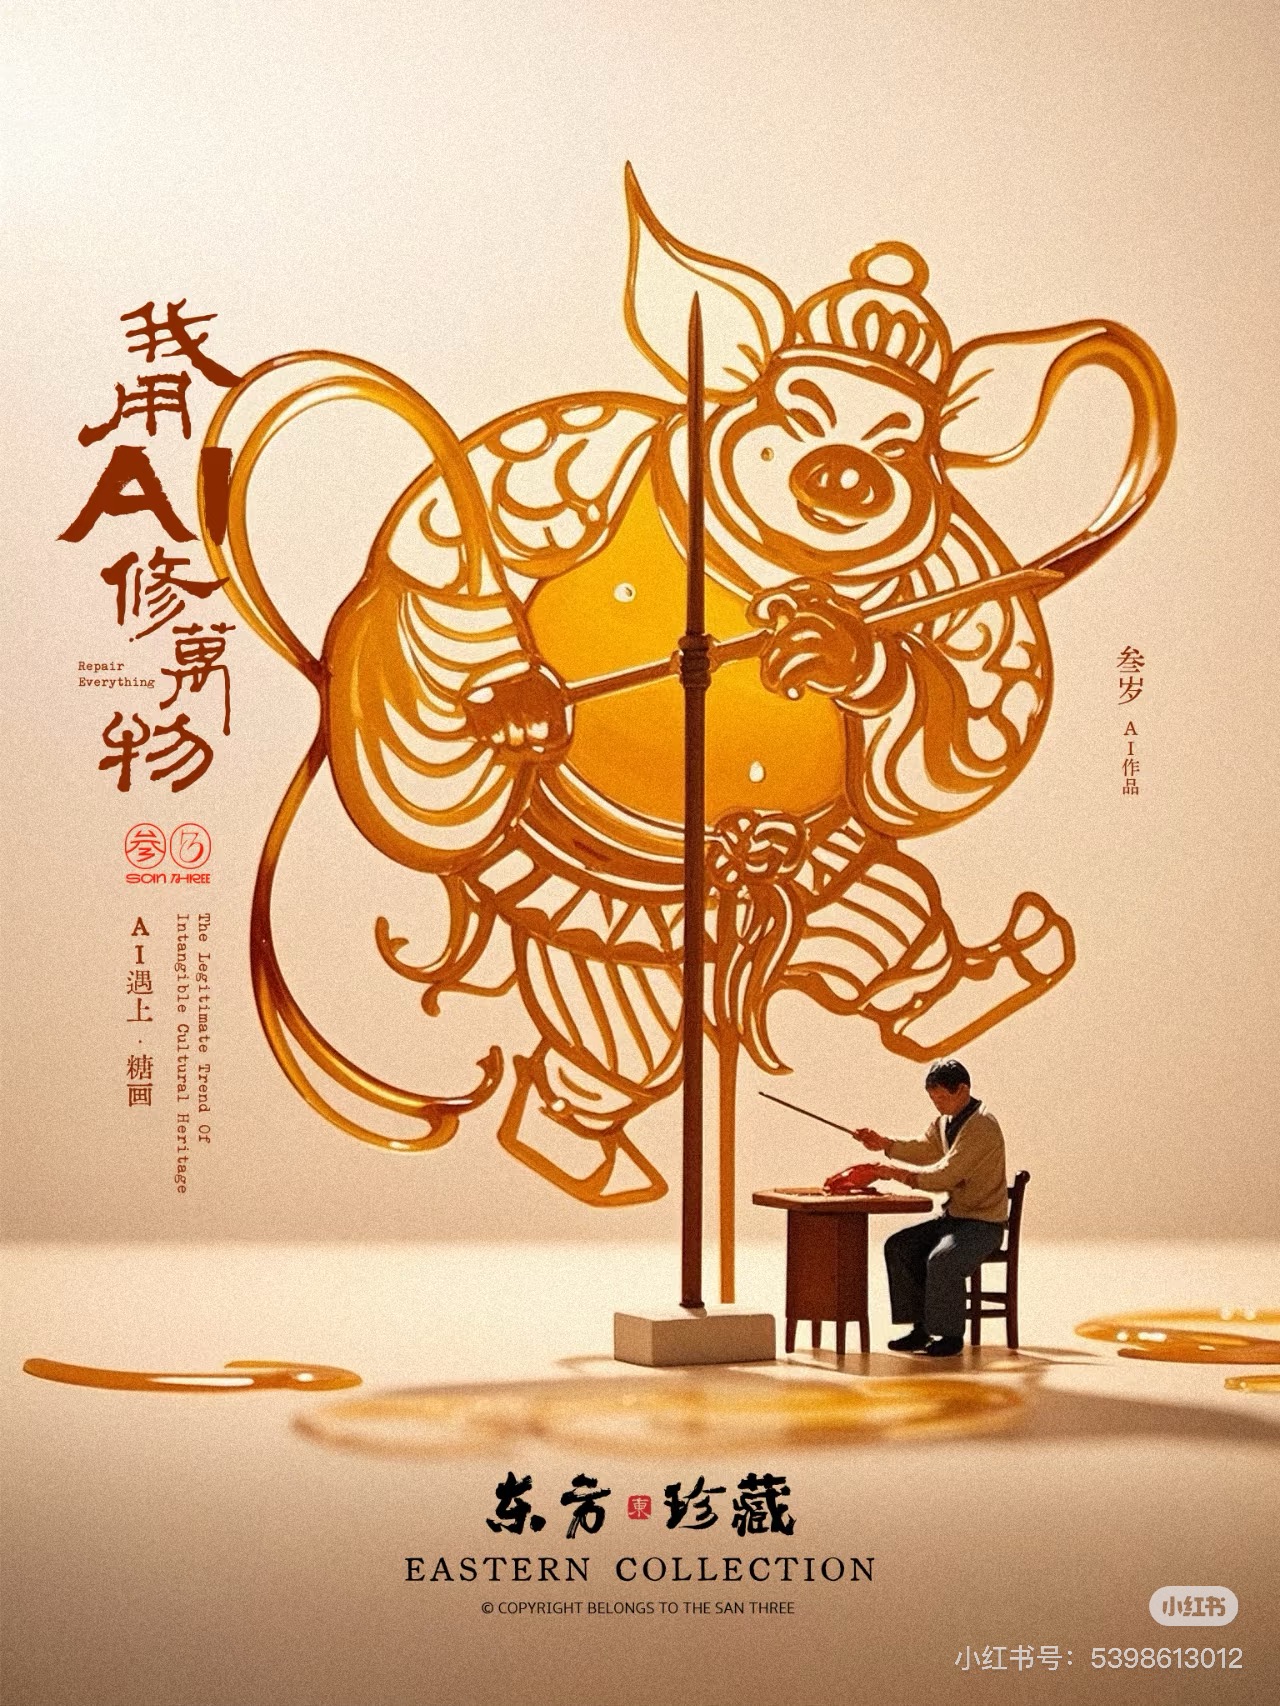 我用AI修萬物
Repair
Everything
叁 3
SAN THREE
AI遇上·糖画
The Legitimate Trend Of
Intangible Cultural Heritage
叁岁 AI作品
东方 東 珍藏
EASTERN COLLECTION
© COPYRIGHT BELONGS TO THE SAN THREE
小红书
小红书号：5398613012